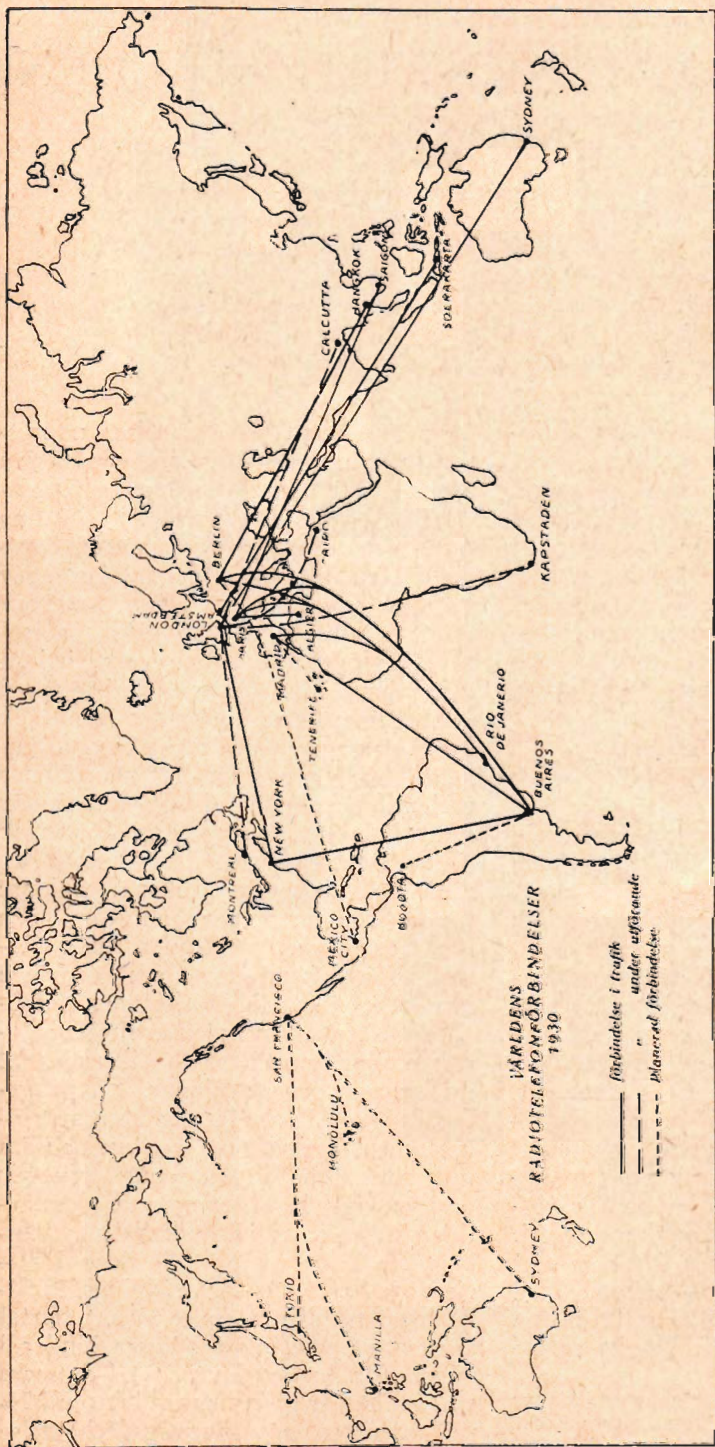 VÄRLDENS
RADIOTELEFONFÖRBINDELSER
1930
förbindelse i trafik
" under utförande
Planerad förbindelse
TOKIO
MANILLA
SYDNEY
HONOLULU
SAN FRANCISCO
MEXICO
CITY
MONTREAL
NEW YORK
BOGOTA
BUENOS
AIRES
RIO
DE JANERIO
TENERIFE
MADRID
ALGIER
PARIS
LONDON
AMSTERDAM
BERLIN
KAIRO
KAPSTADEN
CALCUTTA
BANGKOK
SAIGON
SOERAKARTA
SYDNEY